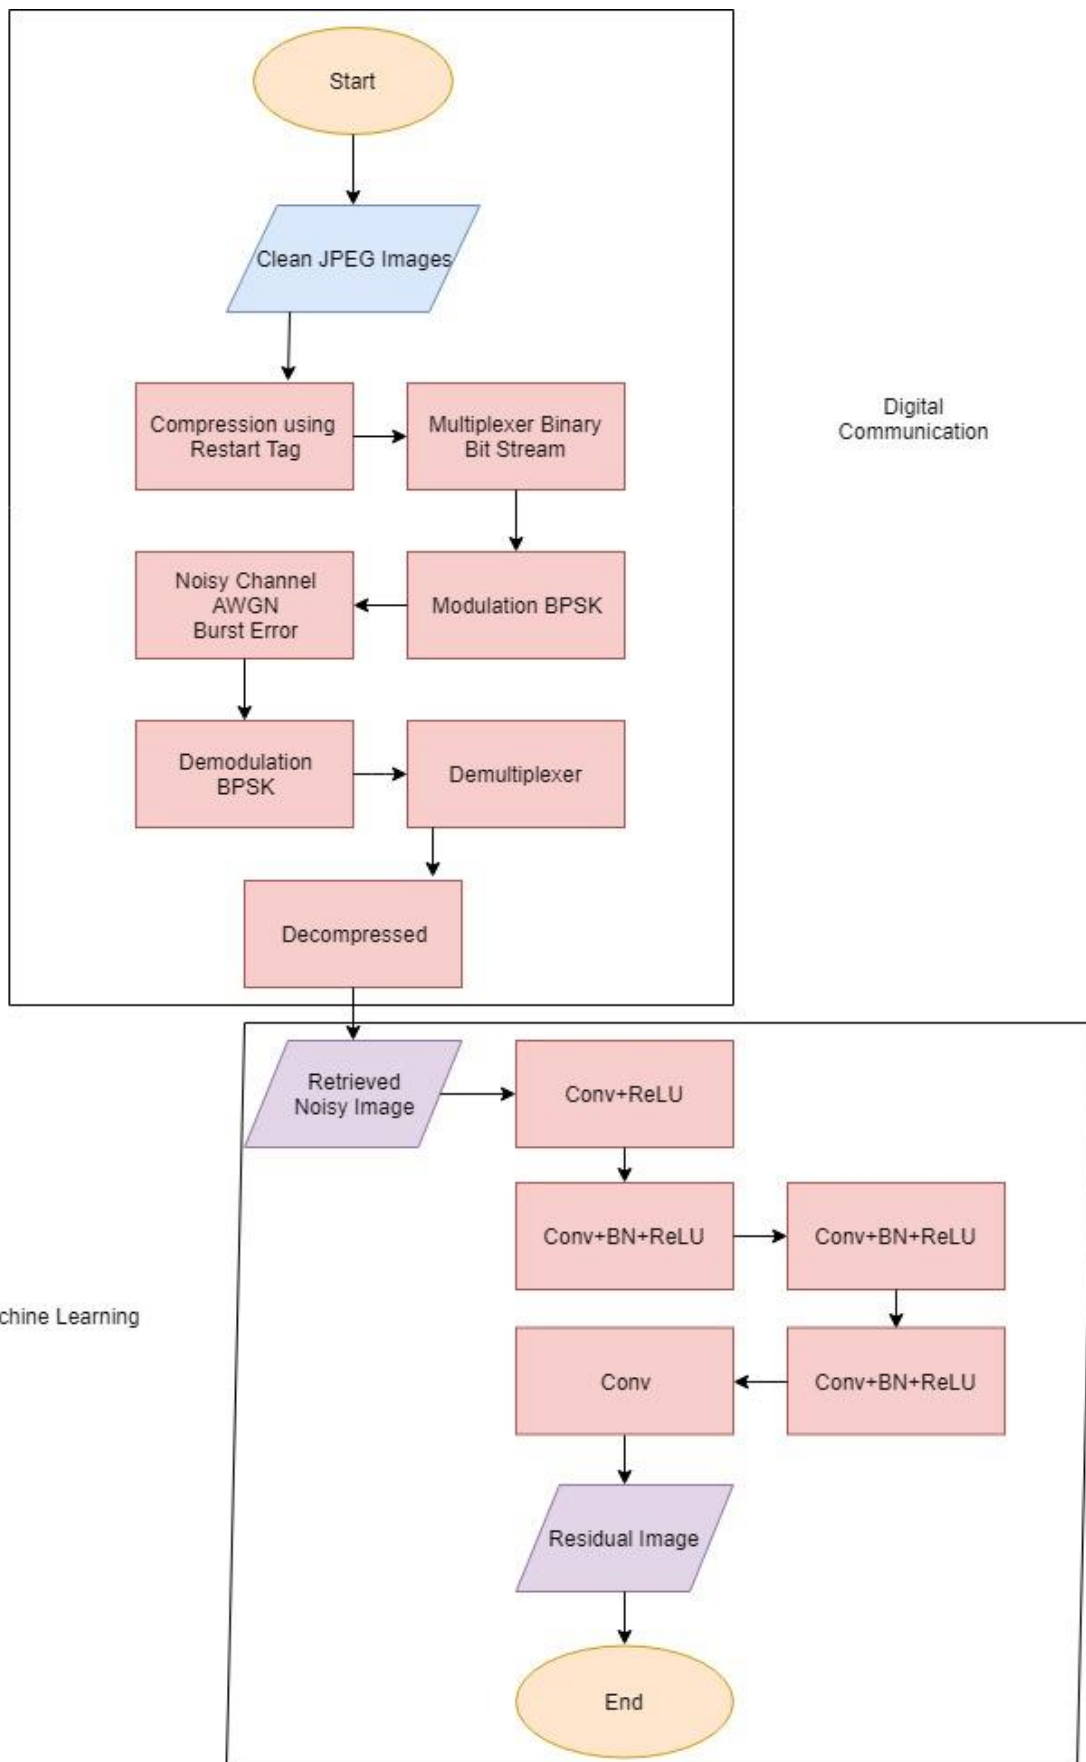 Start
Clean JPEG Images
Compression using
Restart Tag
Multiplexer Binary
Bit Stream
Digital
Communication
Noisy Channel
AWGN
Burst Error
Modulation BPSK
Demodulation
BPSK
Demultiplexer
Decompressed
Retrieved
Noisy Image
Conv+ReLU
Conv+BN+ReLU
Conv+BN+ReLU
chine Learning
Conv
Conv+BN+ReLU
Residual Image
End